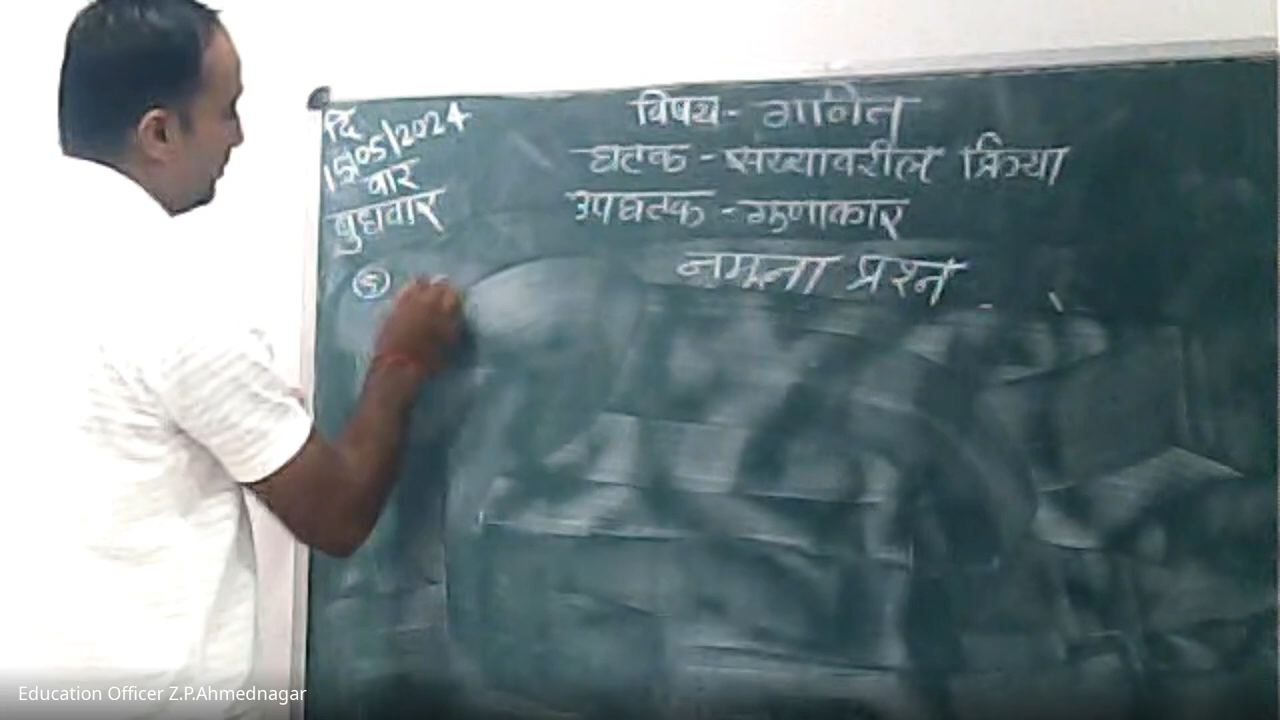 दि
15/05/2024
वार
बुधवार
विषय - गणित
घटक - संख्यावरील क्रिया
उपघटक - गुणाकार
नमुना प्रश्न
Education Officer Z.P.Ahmednagar